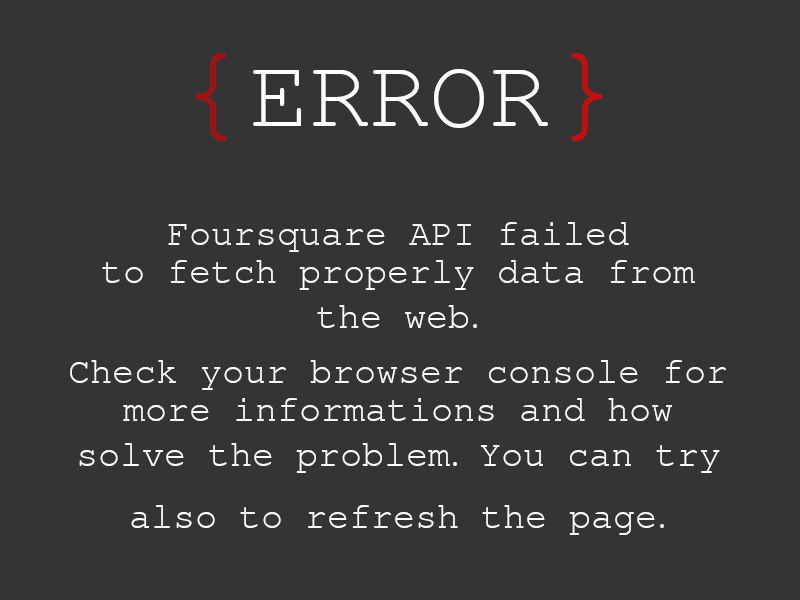 {ERROR}
Foursquare API failed
to fetch properly data from
the web.
Check your browser console for
more informations and how
solve the problem. You can try
also to refresh the page.